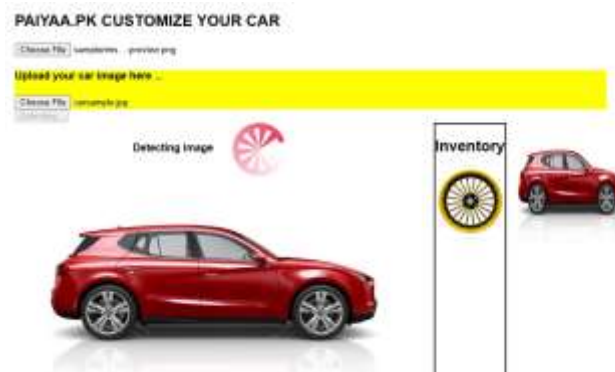 PAIYAA.PK CUSTOMIZE YOUR CAR
Choose File
Upload your car image here ...
Choose File
Detecting Image
Inventory